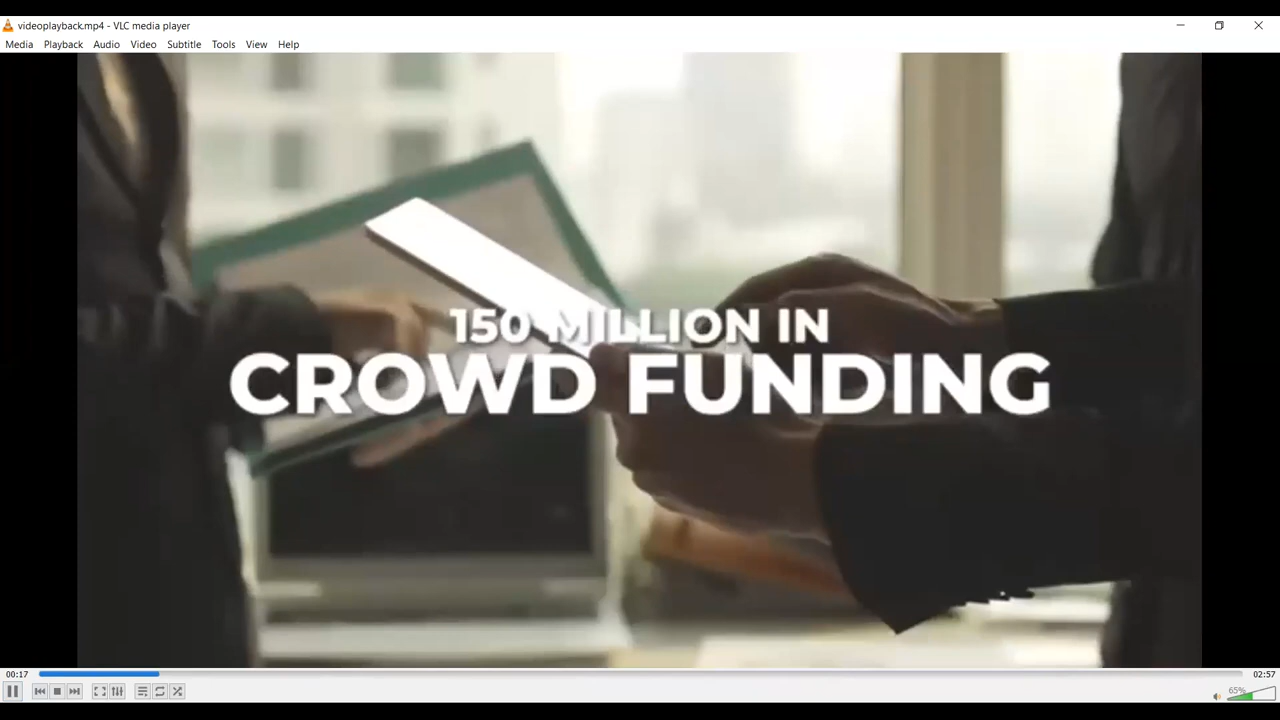 videoplayback.mp4 - VLC media player
Media Playback Audio Video Subtitle Tools View Help
150 MILLION IN
CROWD FUNDING
00:17
02:57
65%